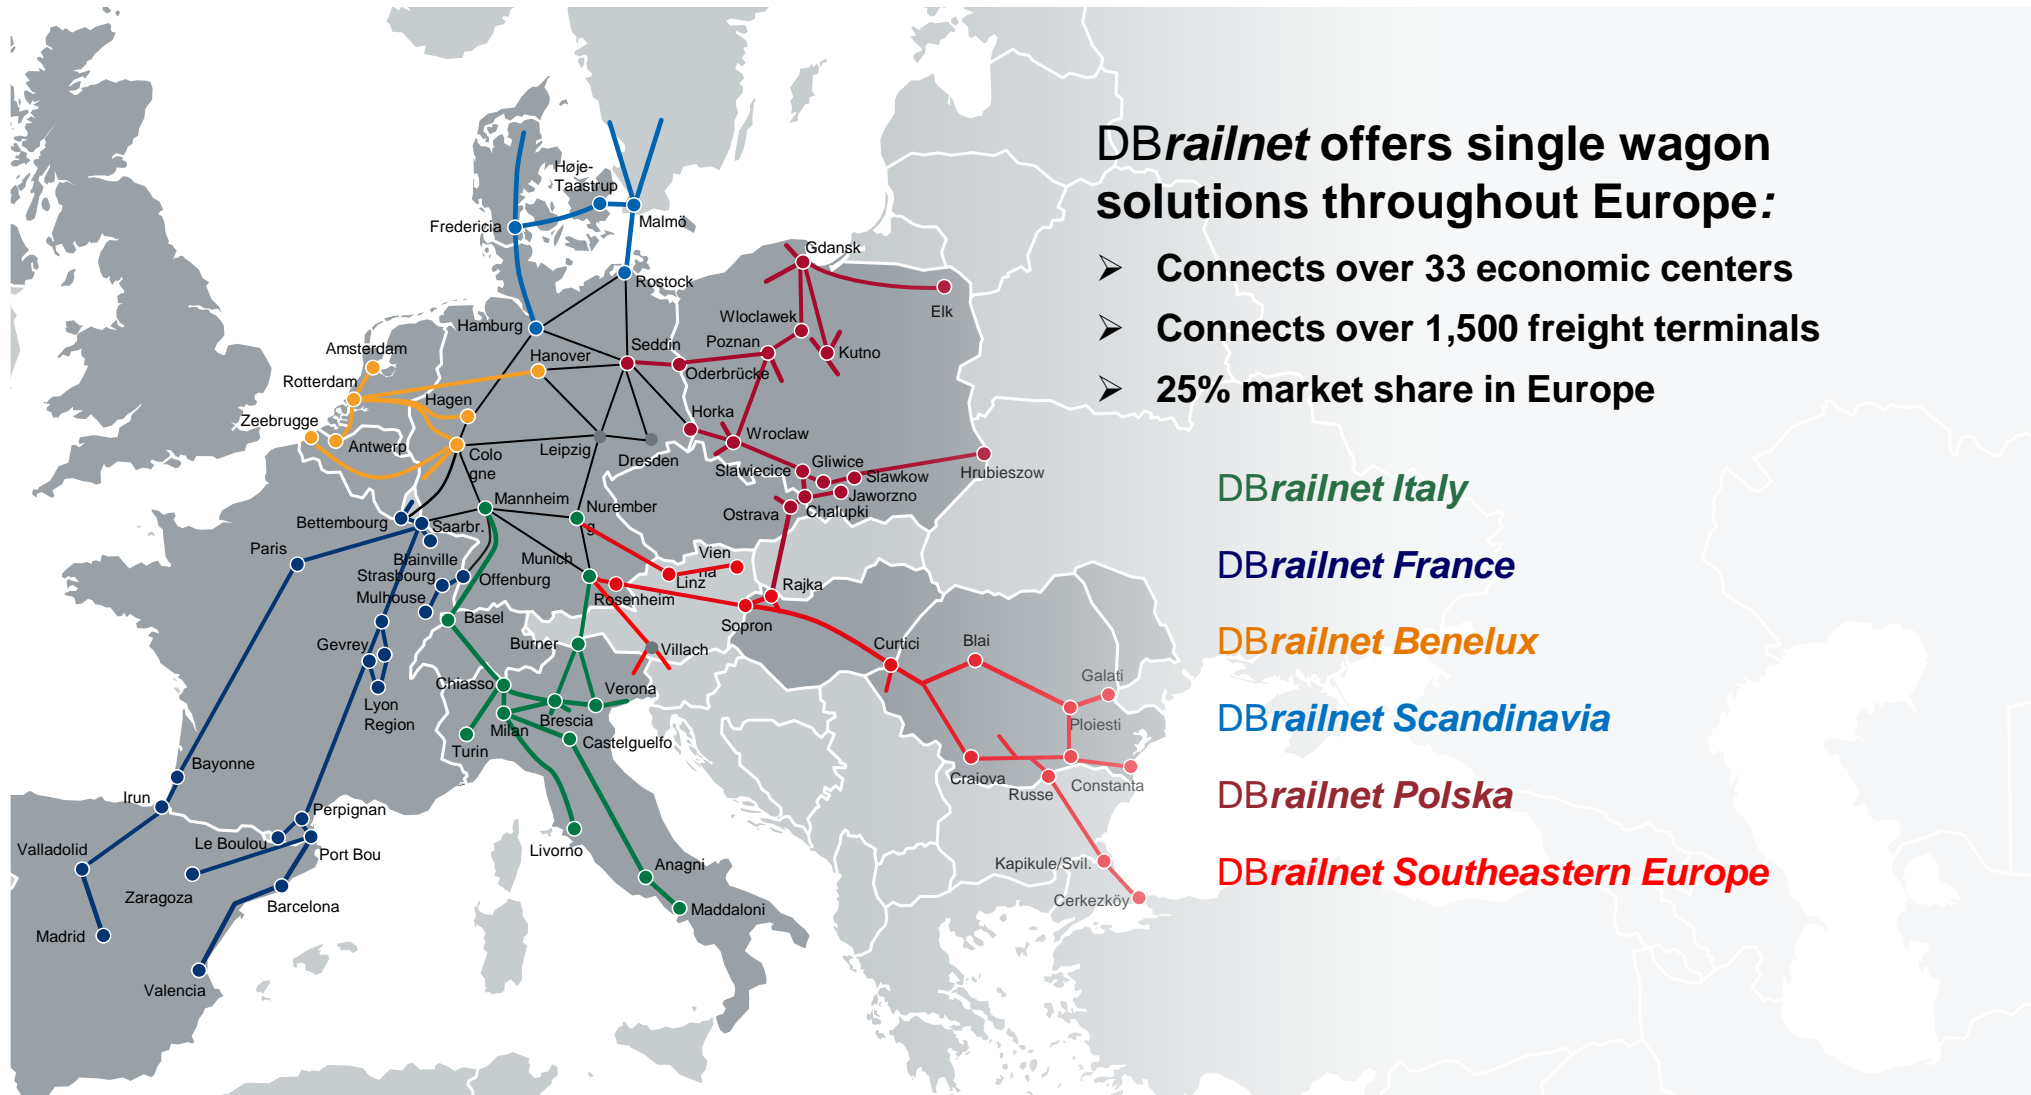 DBrailnet offers single wagon
solutions throughout Europe:
➢ Connects over 33 economic centers
➢ Connects over 1,500 freight terminals
➢ 25% market share in Europe
DBrailnet Italy
DBrailnet France
DBrailnet Benelux
DBrailnet Scandinavia
DBrailnet Polska
DBrailnet Southeastern Europe
Høje-
Taastrup
Fredericia
Malmö
Gdansk
Rostock
Elk
Hamburg
Wloclawek
Seddin
Poznan
Amsterdam
Hanover
Kutno
Oderbrücke
Rotterdam
Hagen
Horka
Zeebrugge
Wroclaw
Antwerp
Colo
gne
Leipzig
Dresden
Gliwice
Slawiecice
Slawkow
Hrubieszow
Mannheim
Jaworzno
Nurember
g
Ostrava
Chalupki
Bettembourg
Saarbr.
Paris
Blainville
Munich
Vien
na
Strasbourg
Offenburg
Linz
Rajka
Mulhouse
Rosenheim
Basel
Sopron
Gevrey
Burner
Villach
Curtici
Blai
Chiasso
Verona
Galati
Lyon
Region
Brescia
Ploiesti
Milan
Turin
Castelguelfo
Bayonne
Craiova
Constanta
Russe
Irun
Perpignan
Le Boulou
Port Bou
Livorno
Valladolid
Anagni
Kapikule/Svil.
Zaragoza
Barcelona
Maddaloni
Cerkezköy
Madrid
Valencia